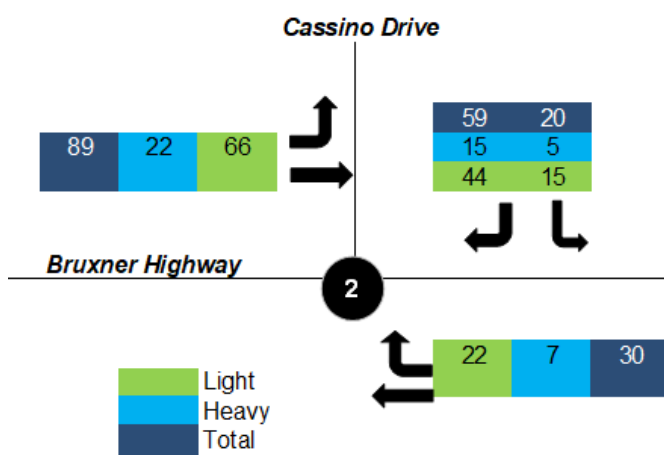 Cassino Drive
89 22 66
59 20
15 5
44 15
Bruxner Highway
2
22 7 30
Light
Heavy
Total